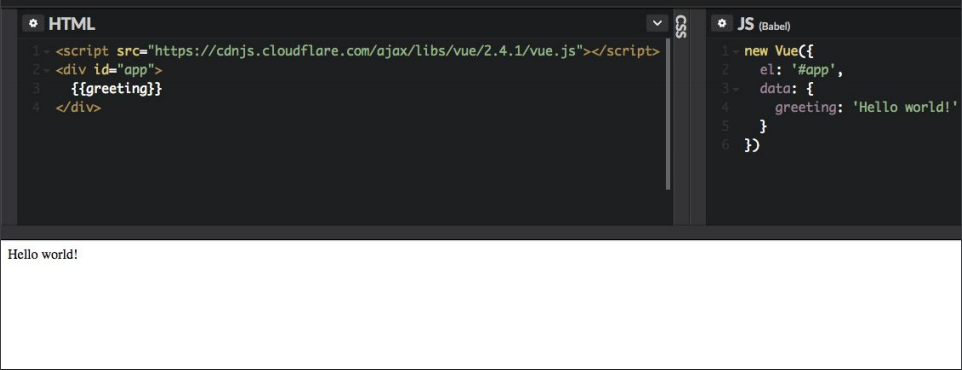 HTML
1 <script src="https://cdnjs.cloudflare.com/ajax/libs/vue/2.4.1/vue.js"></script>
2 <div id="app">
3   {{greeting}}
4 </div>
CSS
JS (Babel)
1 new Vue({
2   el: '#app',
3   data: {
4     greeting: 'Hello world!'
5   }
6 })
Hello world!